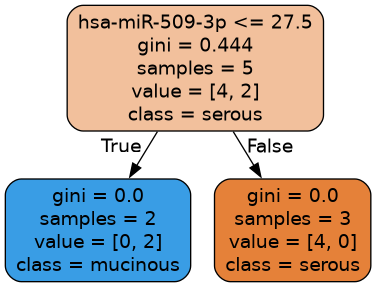 hsa-miR-509-3p <= 27.5
gini = 0.444
samples = 5
value = [4, 2]
class = serous
True
False
gini = 0.0
samples = 2
value = [0, 2]
class = mucinous
gini = 0.0
samples = 3
value = [4, 0]
class = serous